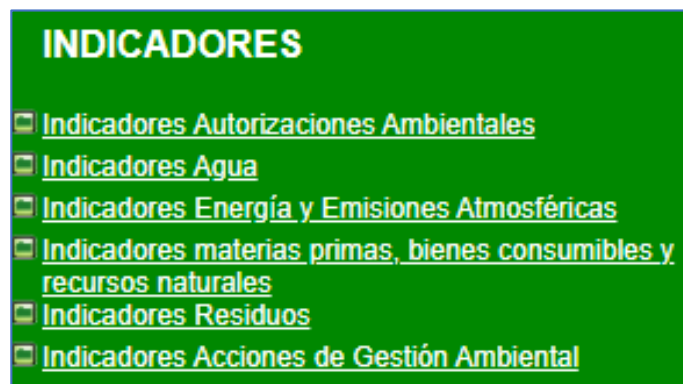 INDICADORES
Indicadores Autorizaciones Ambientales
Indicadores Agua
Indicadores Energía y Emisiones Atmosféricas
Indicadores materias primas, bienes consumibles y
recursos naturales
Indicadores Residuos
Indicadores Acciones de Gestión Ambiental